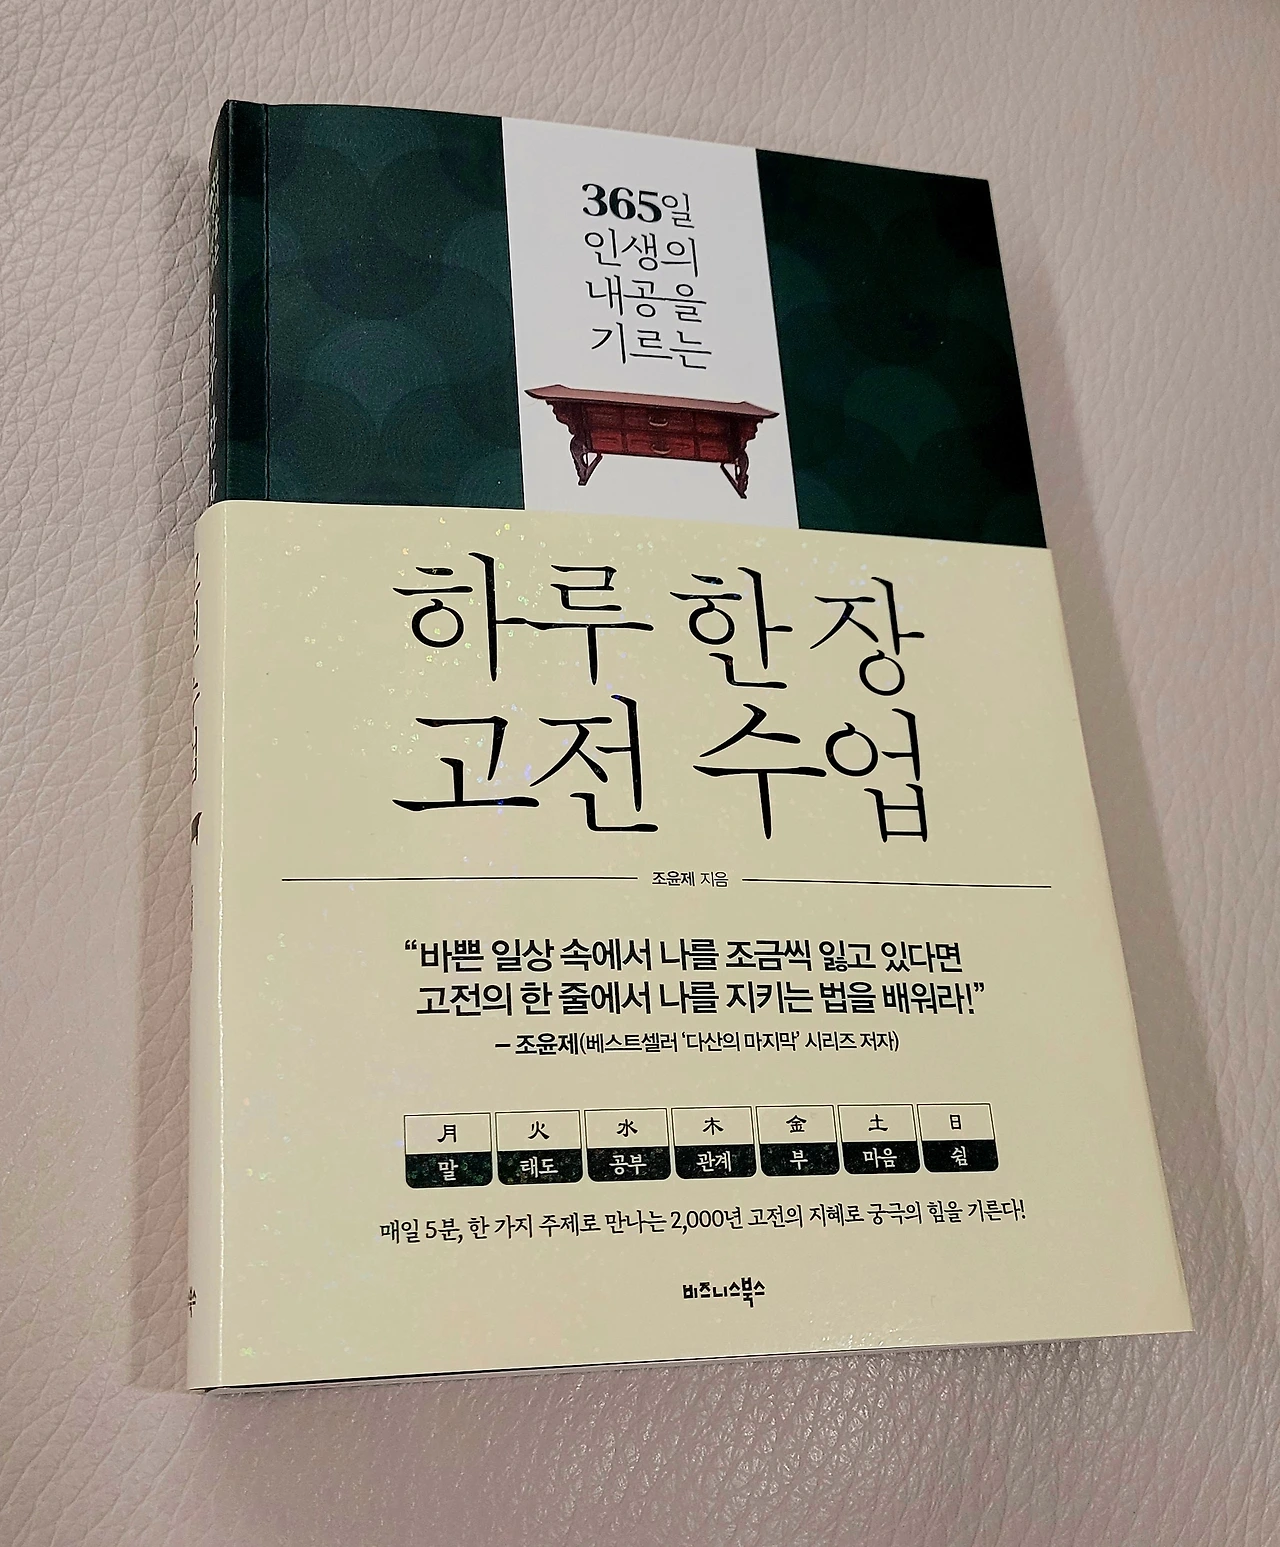 365일
인생의
내공을
기르는
하루 한 장
고전 수업
조윤제 지음
“바쁜 일상 속에서 나를 조금씩 잃고 있다면
고전의 한 줄에서 나를 지키는 법을 배워라!”
– 조윤제(베스트셀러 ‘다산의 마지막’ 시리즈 저자)
月 火 水 木 金 土 日
말 태도 공부 관계 부 마음 쉼
매일 5분, 한 가지 주제로 만나는 2,000년 고전의 지혜로 궁극의 힘을 기른다!
비즈니스북스